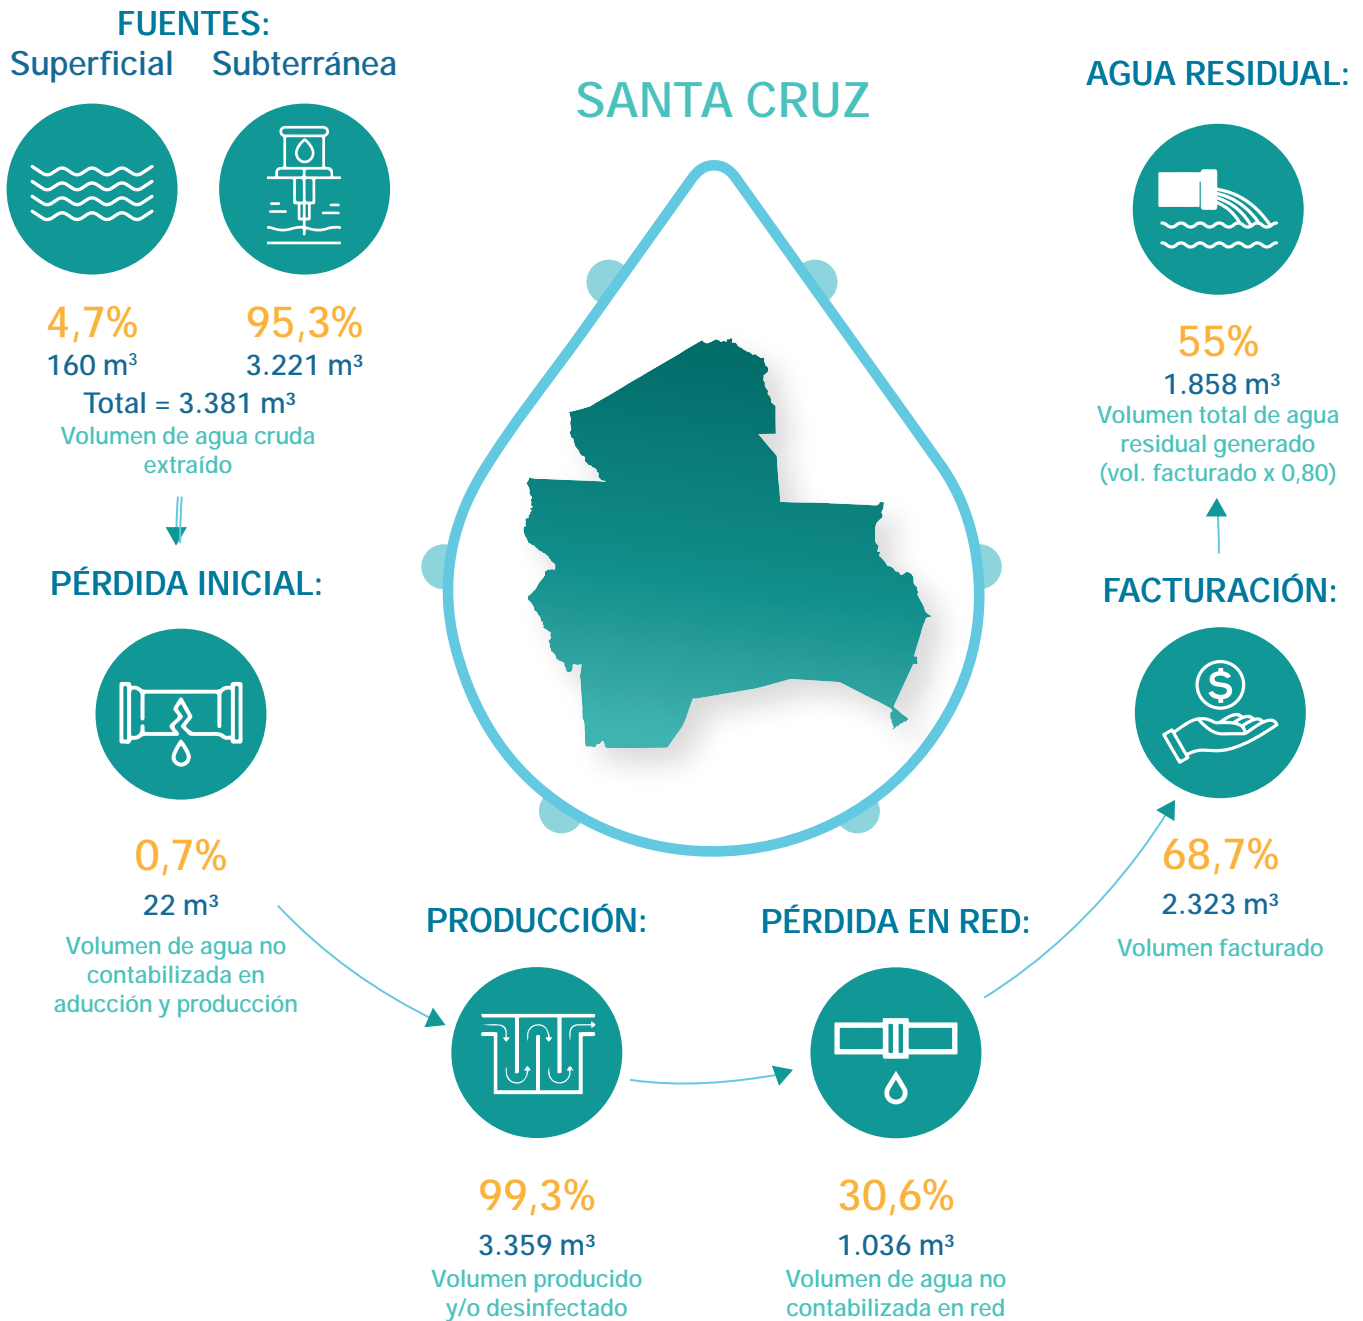 SANTA CRUZ
FUENTES:
Superficial Subterránea
4,7% 95,3%
160 m³ 3.221 m³
Total = 3.381 m³
Volumen de agua cruda
extraído
PÉRDIDA INICIAL:
0,7%
22 m³
Volumen de agua no
contabilizada en
aducción y producción
PRODUCCIÓN:
99,3%
3.359 m³
Volumen producido
y/o desinfectado
PÉRDIDA EN RED:
30,6%
1.036 m³
Volumen de agua no
contabilizada en red
FACTURACIÓN:
$
68,7%
2.323 m³
Volumen facturado
AGUA RESIDUAL:
55%
1.858 m³
Volumen total de agua
residual generado
(vol. facturado x 0,80)